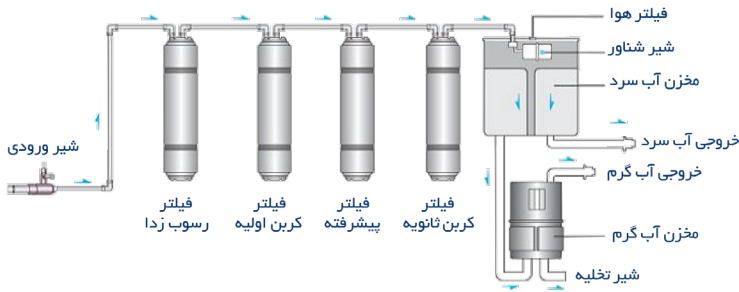 فیلتر هوا
شیر شناور
مخزن آب سرد
خروجی آب سرد
خروجی آب گرم
مخزن آب گرم
شیر تخلیه
شیر ورودی
فیلتر
رسوب زدا
فیلتر
کربن اولیه
فیلتر
پیشرفته
فیلتر
کربن ثانویه